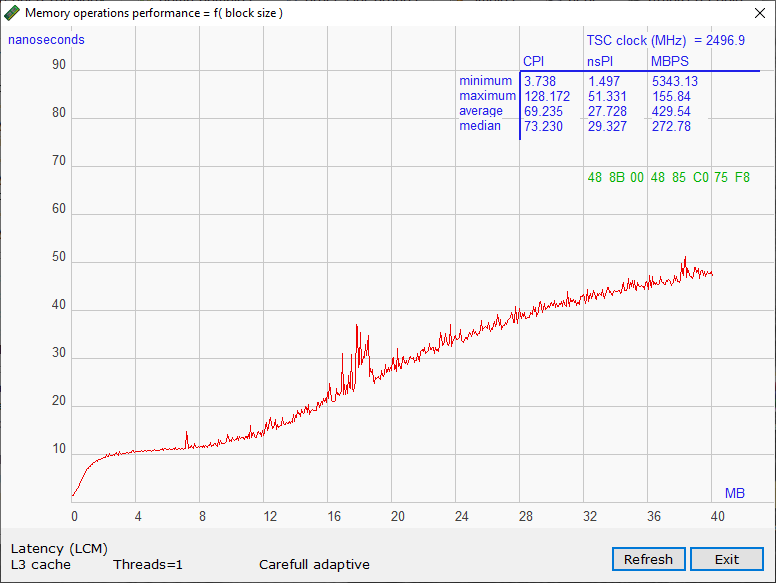 Memory operations performance = f( block size )
nanoseconds
TSC clock (MHz) = 2496.9
CPI nsPI MBPS
minimum 3.738 1.497 5343.13
maximum 128.172 51.331 155.84
average 69.235 27.728 429.54
median 73.230 29.327 272.78
48 8B 00 48 85 C0 75 F8
90
80
70
60
50
40
30
20
10
MB
0 4 8 12 16 20 24 28 32 36 40
Latency (LCM)
L3 cache Threads=1 Carefull adaptive
Refresh Exit